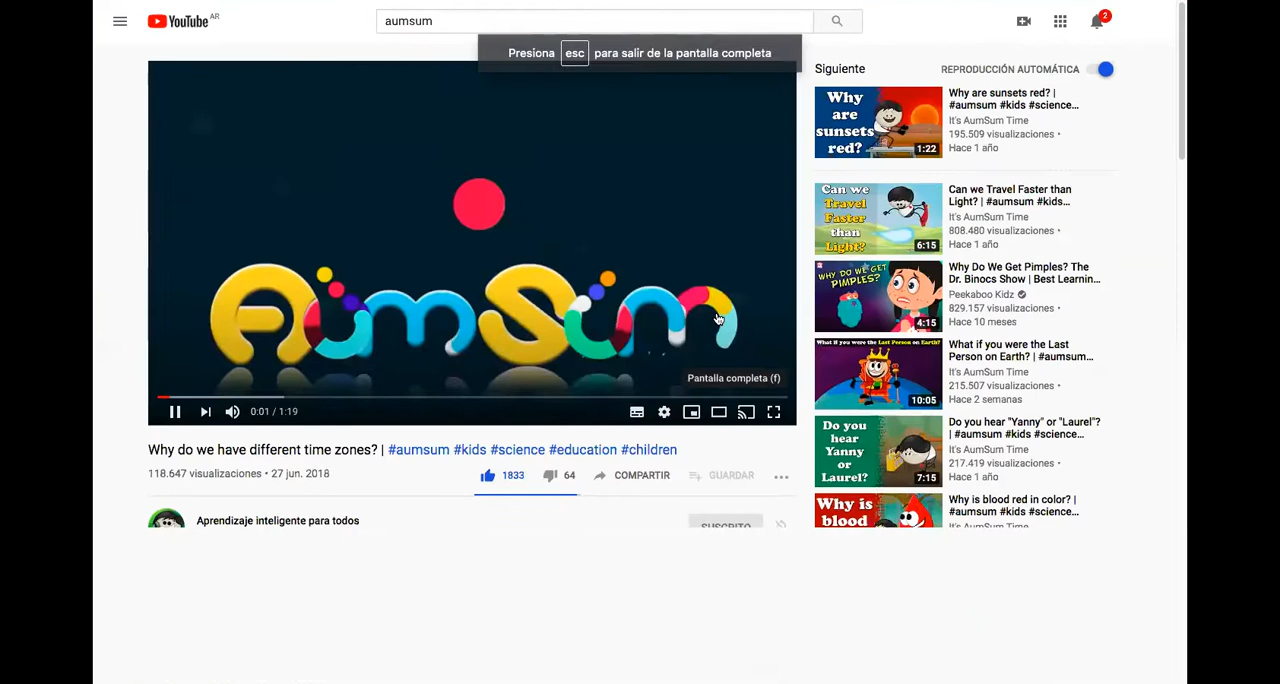 YouTube AR
aumsum
2
Presiona esc para salir de la pantalla completa
AumSum
Pantalla completa (f)
0:01 / 1:19
Why do we have different time zones? | #aumsum #kids #science #education #children
118.647 visualizaciones • 27 jun. 2018
1833
64
COMPARTIR
GUARDAR
Aprendizaje inteligente para todos
SUSCRITO
Siguiente
REPRODUCCIÓN AUTOMÁTICA
Why
are
sunsets
red?
1:22
Why are sunsets red? |
#aumsum #kids #science...
It's AumSum Time
195.509 visualizaciones •
Hace 1 año
Can we
Travel
Faster
than
Light?
6:15
Can we Travel Faster than
Light? | #aumsum #kids...
It's AumSum Time
808.480 visualizaciones •
Hace 1 año
WHY DO WE GET
PIMPLES?
4:15
Why Do We Get Pimples? The
Dr. Binocs Show | Best Learnin...
Peekaboo Kidz
829.157 visualizaciones •
Hace 10 meses
What if you were the Last Person on Earth?
10:05
What if you were the Last
Person on Earth? | #aumsum...
It's AumSum Time
215.507 visualizaciones •
Hace 2 semanas
Do you
hear
Yanny
or
Laurel?
7:15
Do you hear "Yanny" or "Laurel"?
| #aumsum #kids #science...
It's AumSum Time
217.419 visualizaciones •
Hace 1 año
Why is
blood
Why is blood red in color? |
#aumsum #kids #science...
It's AumSum Time